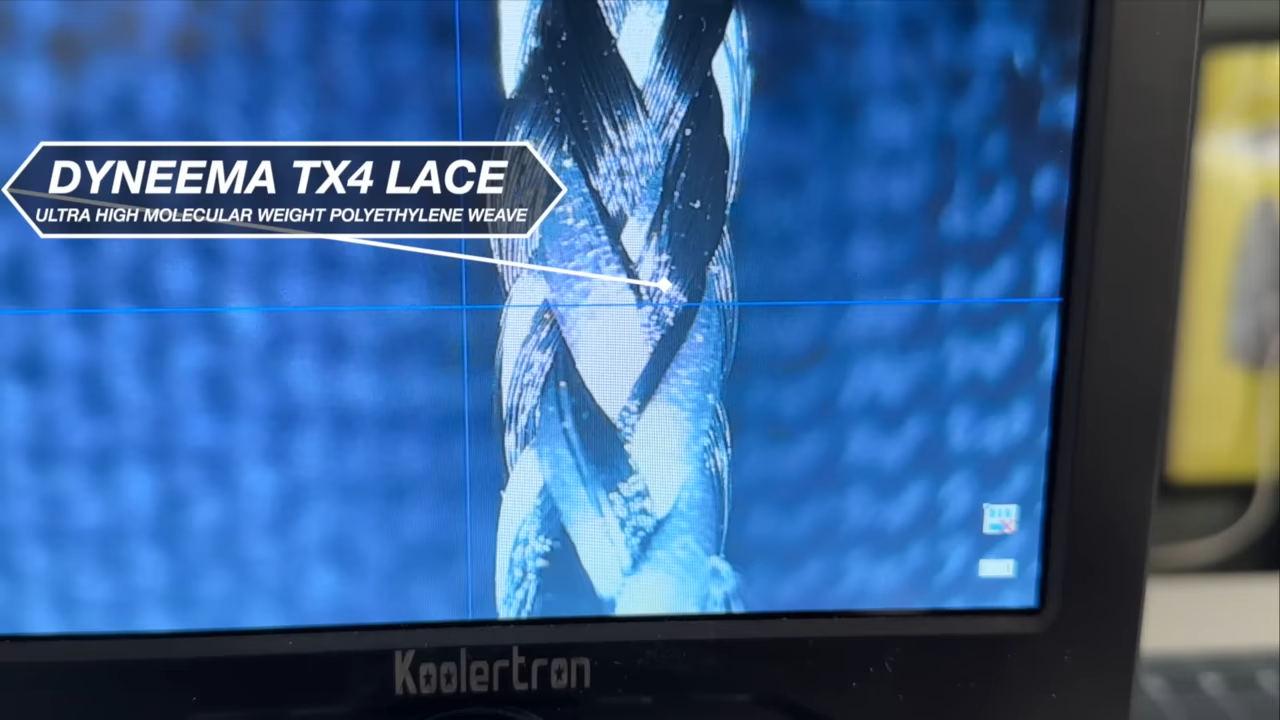 DYNEEMA TX4 LACE
ULTRA HIGH MOLECULAR WEIGHT POLYETHYLENE WEAVE
Koolertron